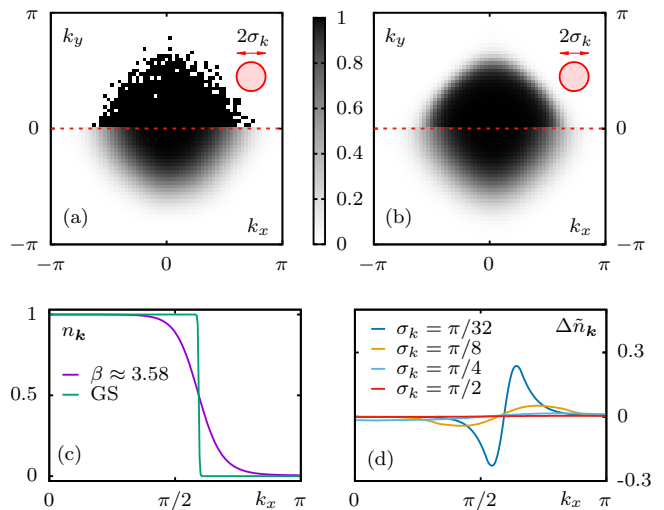 π
k_y
2σ_k
0
−π
(a)
k_x
−π
0
π
1
0.8
0.6
0.4
0.2
0
k_y
2σ_k
π
0
−π
(b)
k_x
−π
0
π
1
0.5
0
n_k
β ≈ 3.58
GS
(c)
0
π/2
k_x
π
σ_k = π/32
σ_k = π/8
σ_k = π/4
σ_k = π/2
Δñ_k
0.3
0
-0.3
(d)
0
π/2
k_x
π